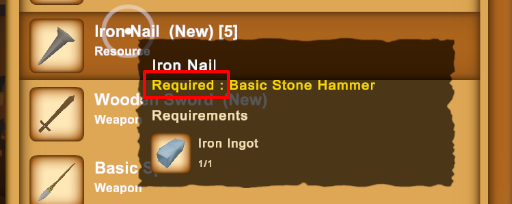 Iron Nail (New) [5]
Resource
Iron Nail
Required : Basic Stone Hammer
Wooden Sword (New)
Weapon
Requirements
Iron Ingot
1/1
Basic S
Weapon